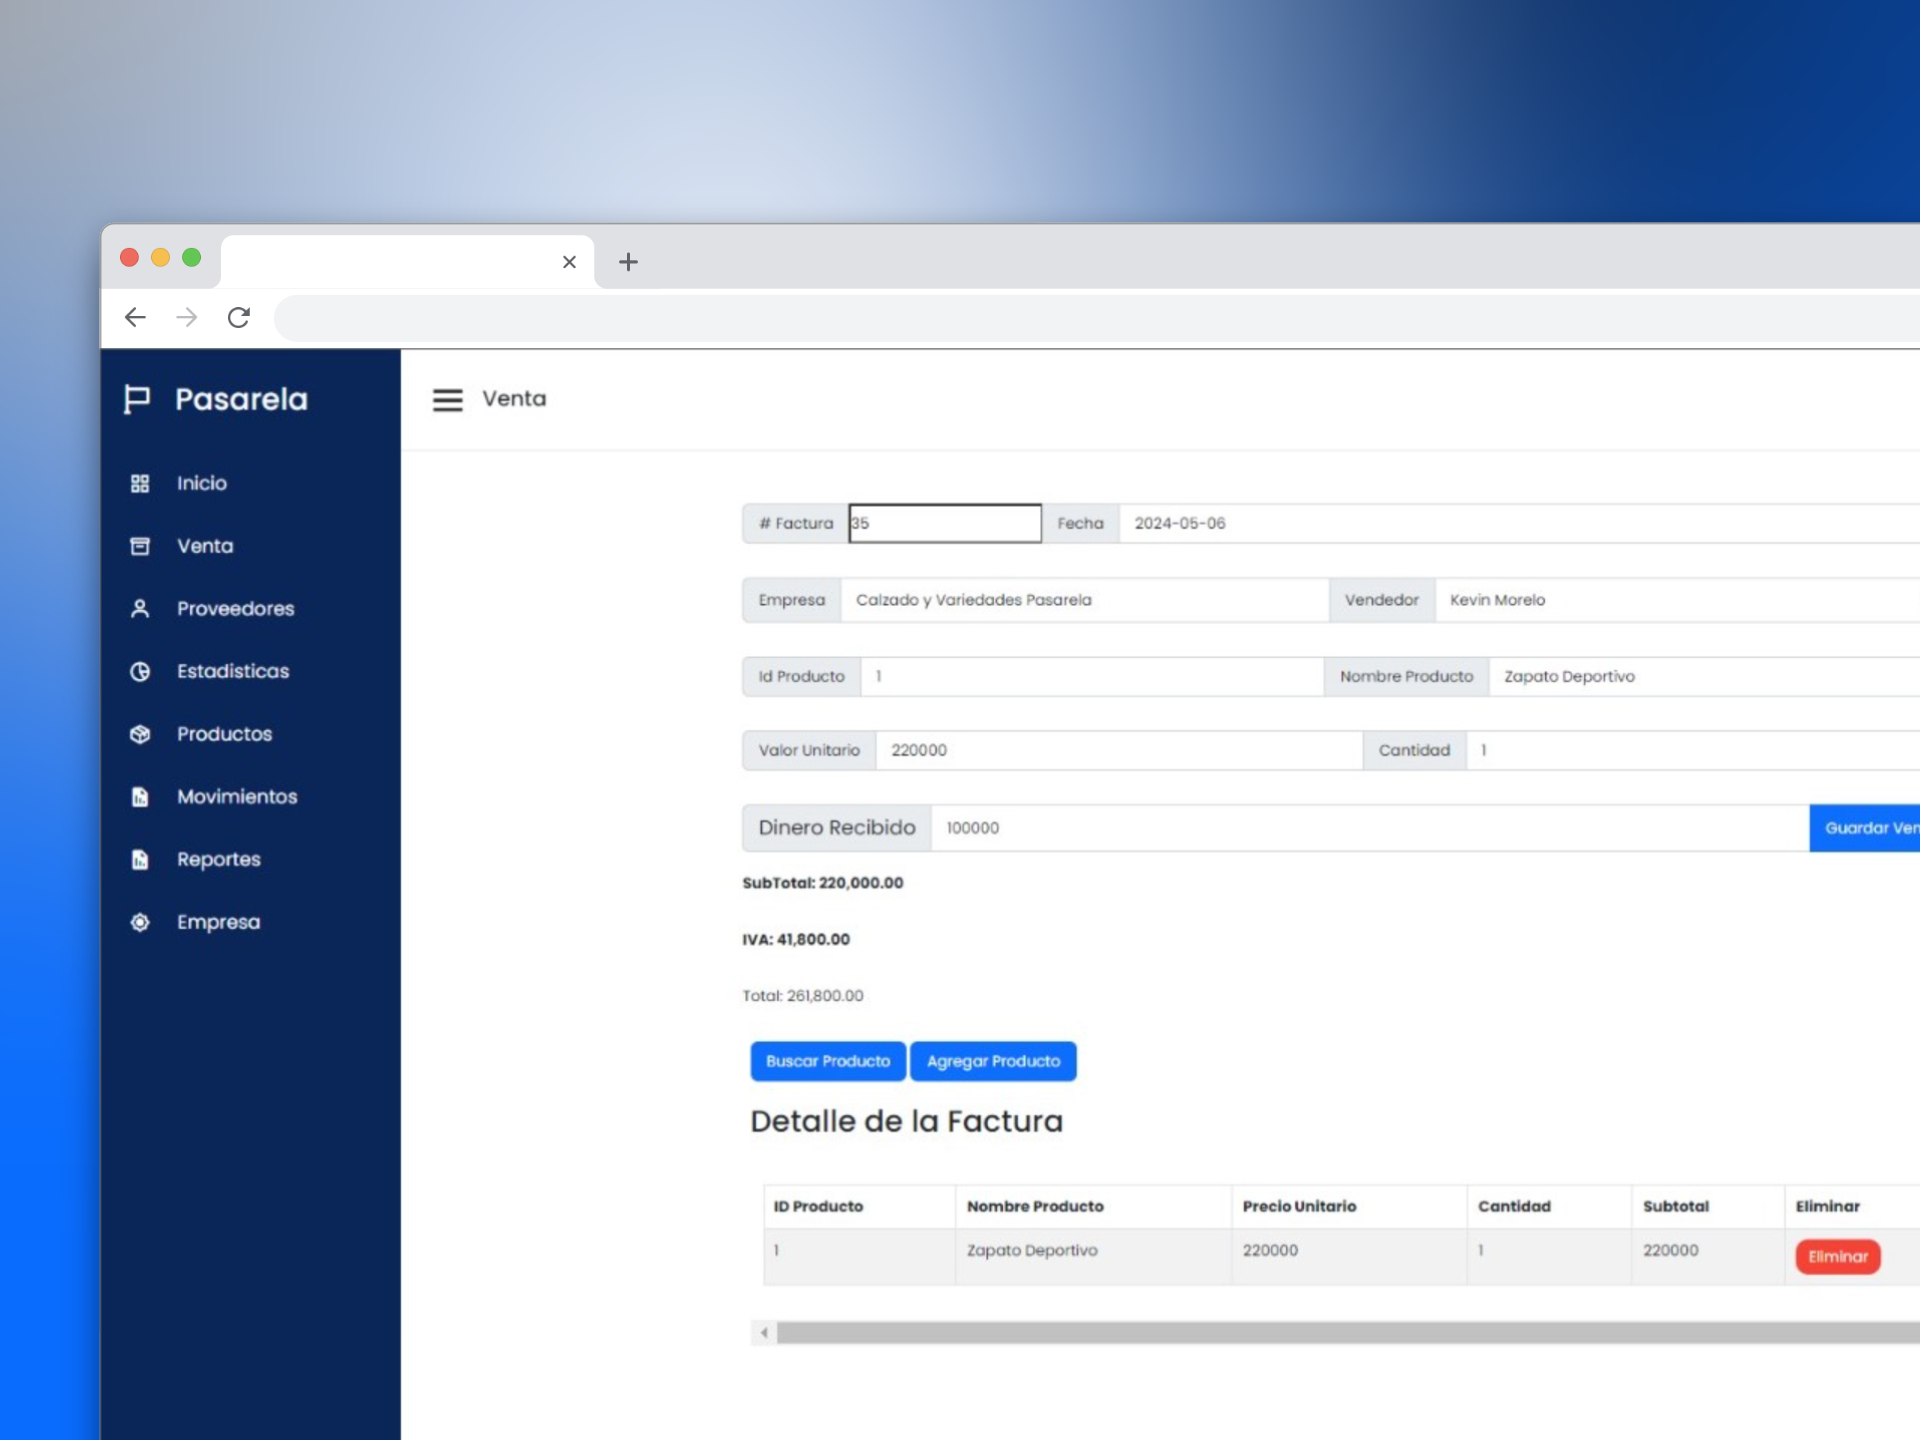 Pasarela
Inicio
Venta
Proveedores
Estadisticas
Productos
Movimientos
Reportes
Empresa
Venta
# Factura 35 Fecha 2024-05-06
Empresa Calzado y Variedades Pasarela Vendedor Kevin Morelo
Id Producto 1 Nombre Producto Zapato Deportivo
Valor Unitario 220000 Cantidad 1
Dinero Recibido 100000 Guardar Ven
SubTotal: 220,000.00
IVA: 41,800.00
Total: 261,800.00
Buscar Producto Agregar Producto
Detalle de la Factura
ID Producto Nombre Producto Precio Unitario Cantidad Subtotal Eliminar
1 Zapato Deportivo 220000 1 220000 Eliminar